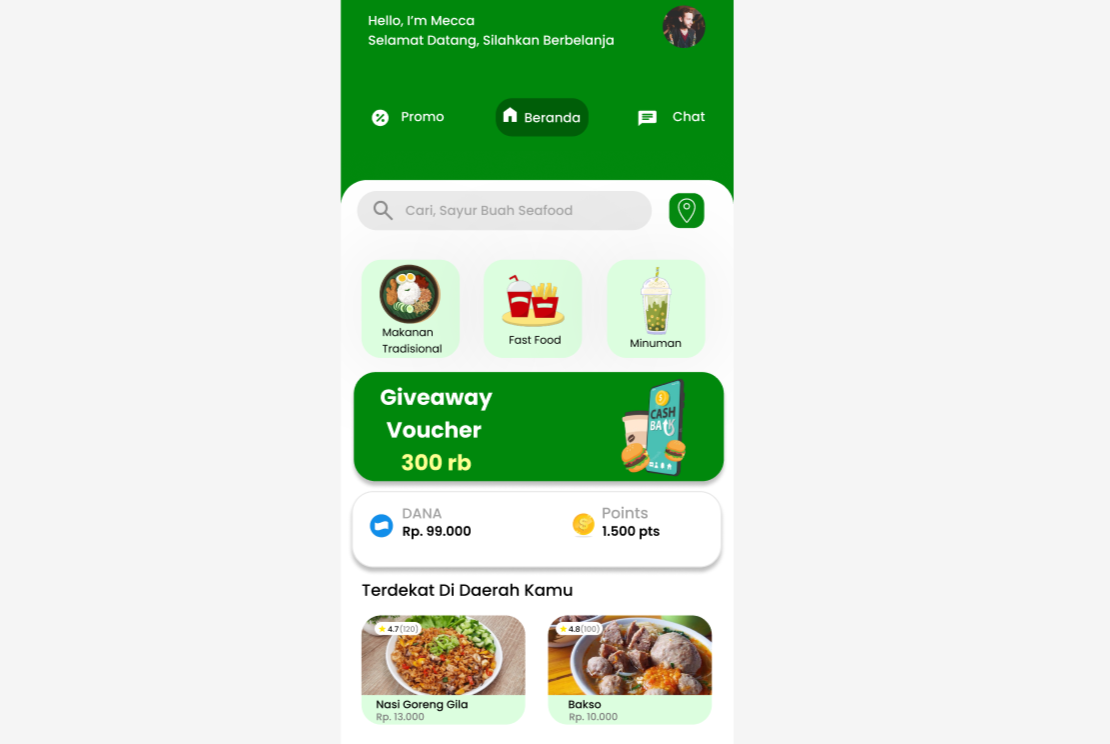 Hello, I'm Mecca
Selamat Datang, Silahkan Berbelanja
Promo
Beranda
Chat
Cari, Sayur Buah Seafood
Makanan
Tradisional
Fast Food
Minuman
Giveaway
Voucher
300 rb
CASH
BACK
DANA
Rp. 99.000
Points
1.500 pts
Terdekat Di Daerah Kamu
4.7(120)
4.8(100)
Nasi Goreng Gila
Rp. 13.000
Bakso
Rp. 10.000